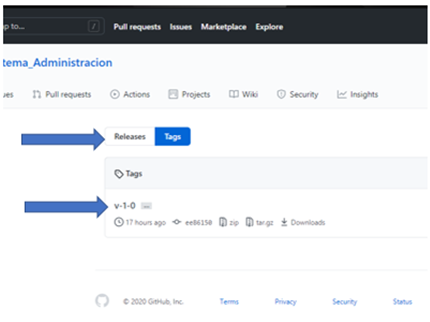 p to... / Pull requests Issues Marketplace Explore
tema_Administracion
ues Pull requests Actions Projects Wiki Security Insights
Releases Tags
Tags
v-1-0 ...
17 hours ago ee86150 zip tar.gz Downloads
© 2020 GitHub, Inc. Terms Privacy Security Status